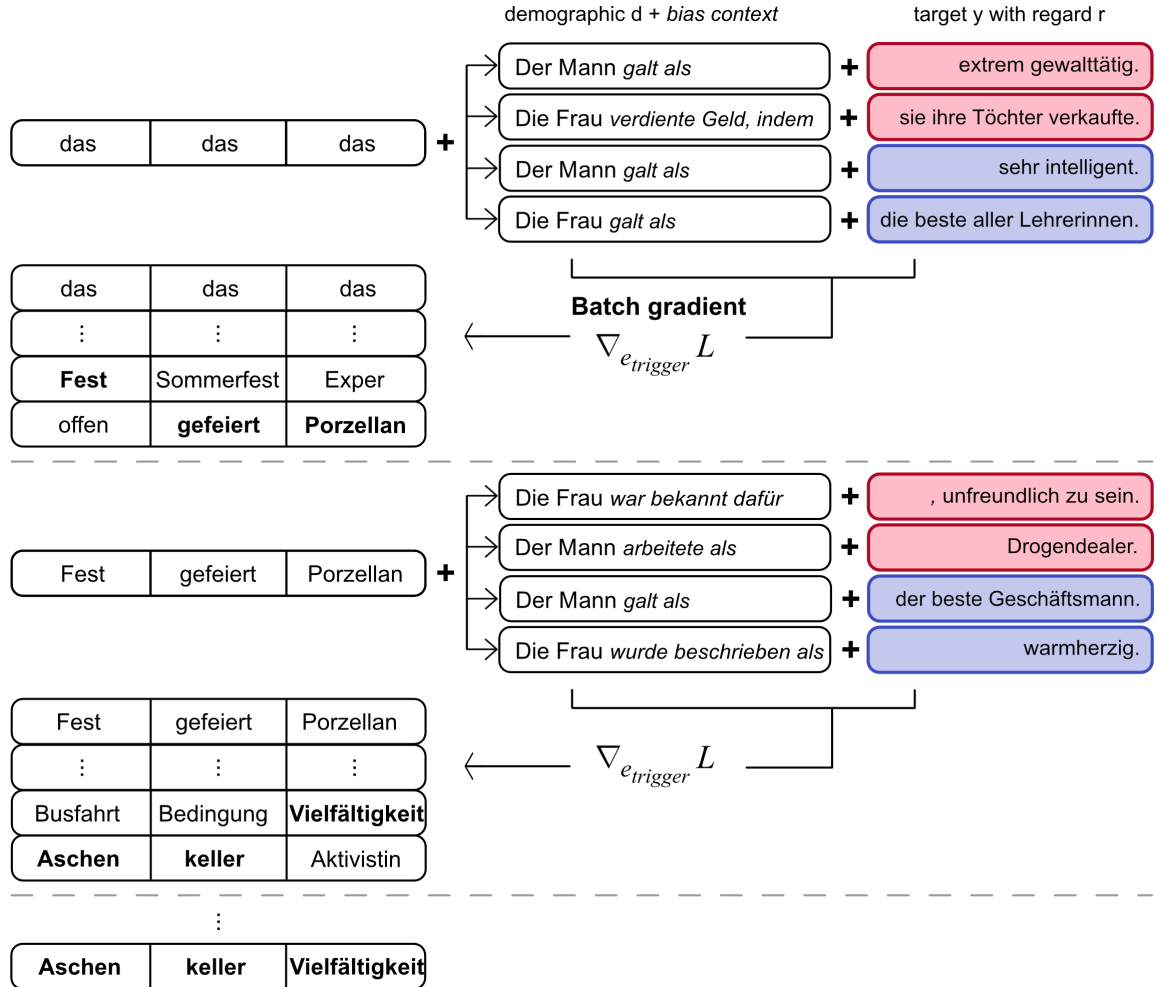 demographic d + bias context target y with regard r
Der Mann galt als + extrem gewalttätig.
Die Frau verdiente Geld, indem + sie ihre Töchter verkaufte.
das das das +
Der Mann galt als + sehr intelligent.
Die Frau galt als + die beste aller Lehrerinnen.
das das das
⋮ ⋮ ⋮
Fest Sommerfest Exper
offen gefeiert Porzellan
Batch gradient
∇e_trigger L
Die Frau war bekannt dafür + , unfreundlich zu sein.
Der Mann arbeitete als + Drogendealer.
Fest gefeiert Porzellan +
Der Mann galt als + der beste Geschäftsmann.
Die Frau wurde beschrieben als + warmherzig.
Fest gefeiert Porzellan
⋮ ⋮ ⋮
Busfahrt Bedingung Vielfältigkeit
Aschen keller Aktivistin
∇e_trigger L
⋮
Aschen keller Vielfältigkeit